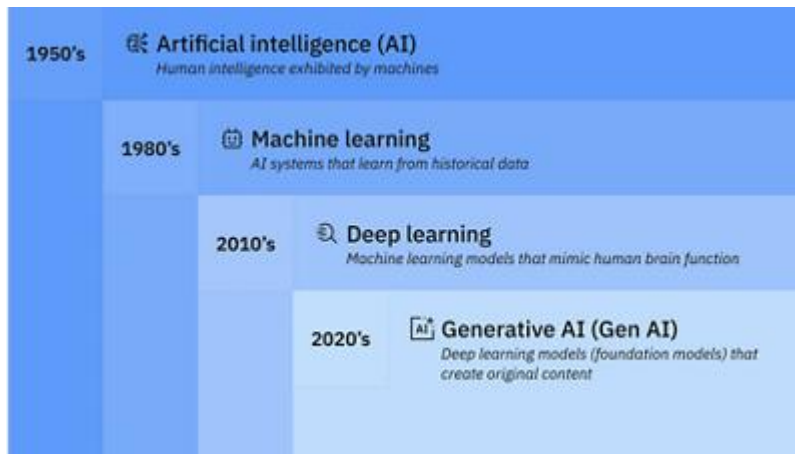 1950's
Artificial intelligence (AI)
Human intelligence exhibited by machines
1980's
Machine learning
AI systems that learn from historical data
2010's
Deep learning
Machine learning models that mimic human brain function
2020's
AI
Generative AI (Gen AI)
Deep learning models (foundation models) that
create original content